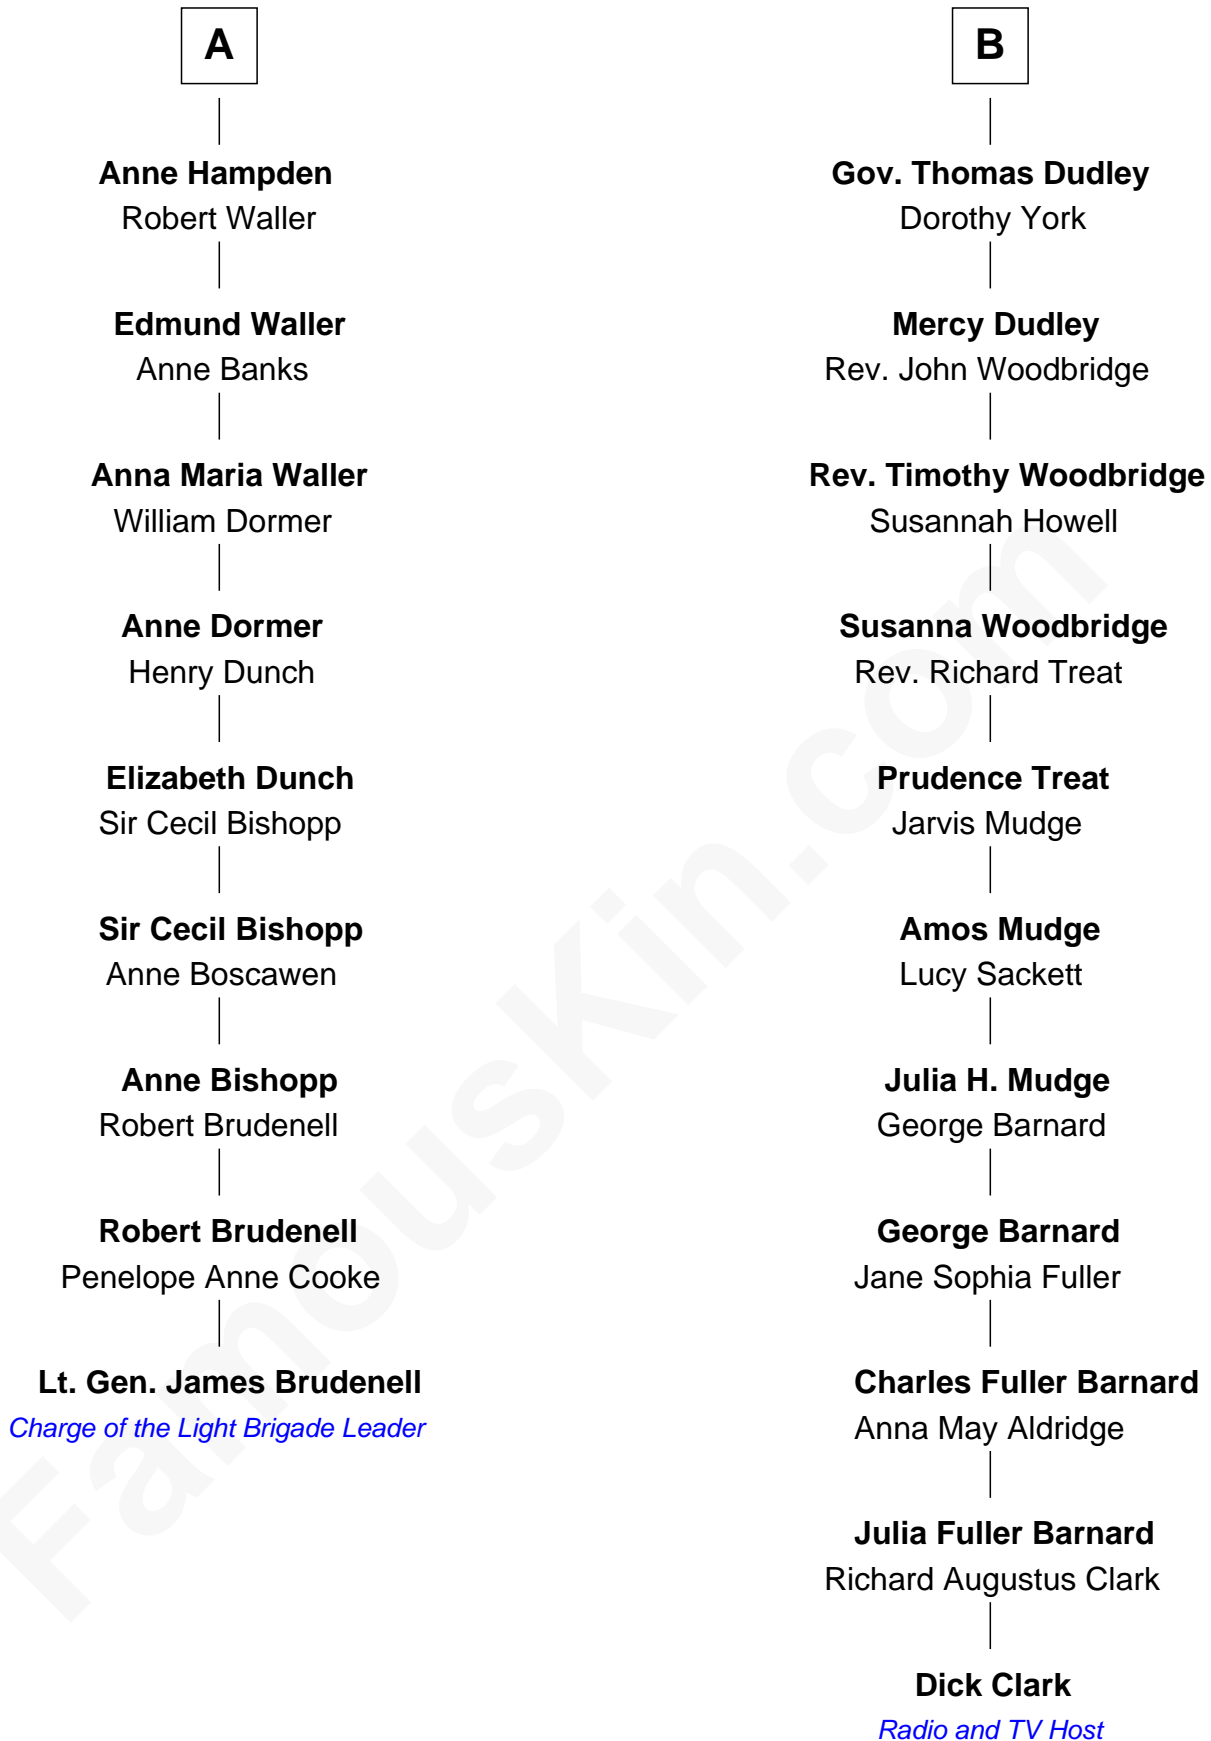 A
Anne Hampden
Robert Waller
Edmund Waller
Anne Banks
Anna Maria Waller
William Dormer
Anne Dormer
Henry Dunch
Elizabeth Dunch
Sir Cecil Bishopp
Sir Cecil Bishopp
Anne Boscawen
Anne Bishopp
Robert Brudenell
Robert Brudenell
Penelope Anne Cooke
Lt. Gen. James Brudenell
Charge of the Light Brigade Leader
B
Gov. Thomas Dudley
Dorothy York
Mercy Dudley
Rev. John Woodbridge
Rev. Timothy Woodbridge
Susannah Howell
Susanna Woodbridge
Rev. Richard Treat
Prudence Treat
Jarvis Mudge
Amos Mudge
Lucy Sackett
Julia H. Mudge
George Barnard
George Barnard
Jane Sophia Fuller
Charles Fuller Barnard
Anna May Aldridge
Julia Fuller Barnard
Richard Augustus Clark
Dick Clark
Radio and TV Host
FamousKin.com